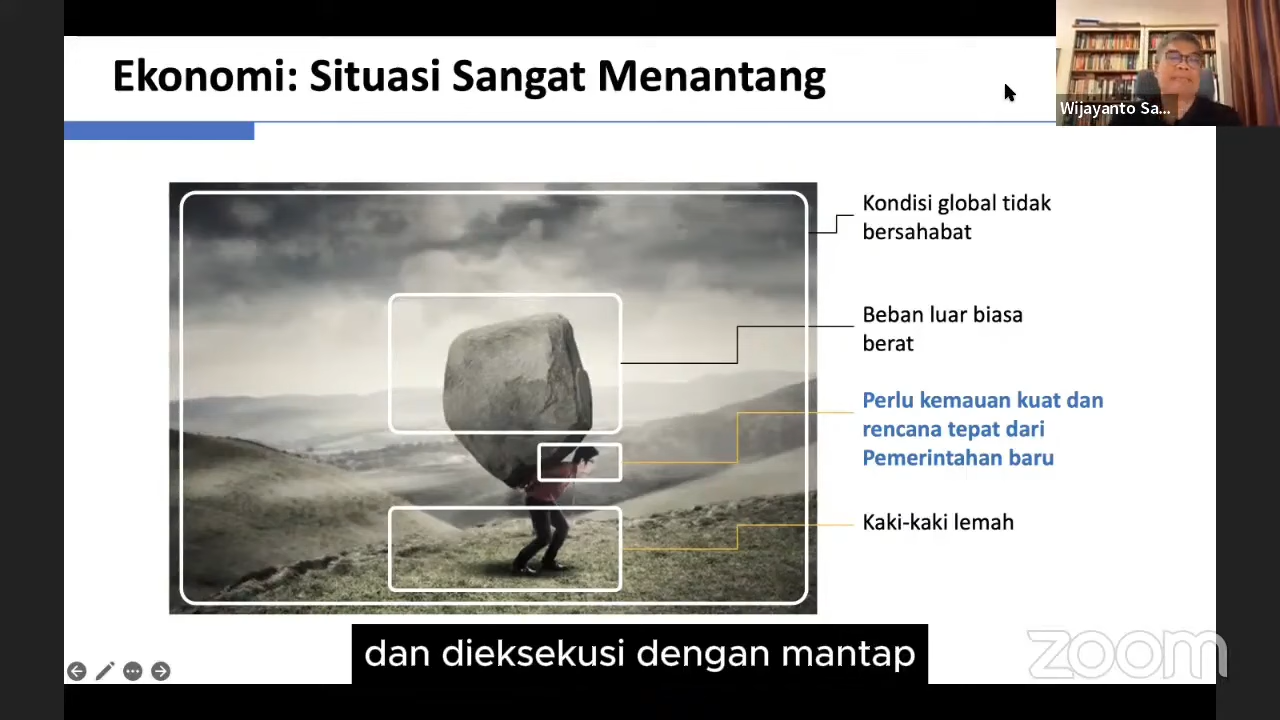 Ekonomi: Situasi Sangat Menantang
Wijayanto Sa...
Kondisi global tidak
bersahabat
Beban luar biasa
berat
Perlu kemauan kuat dan
rencana tepat dari
Pemerintahan baru
Kaki-kaki lemah
dan dieksekusi dengan mantap
zoom